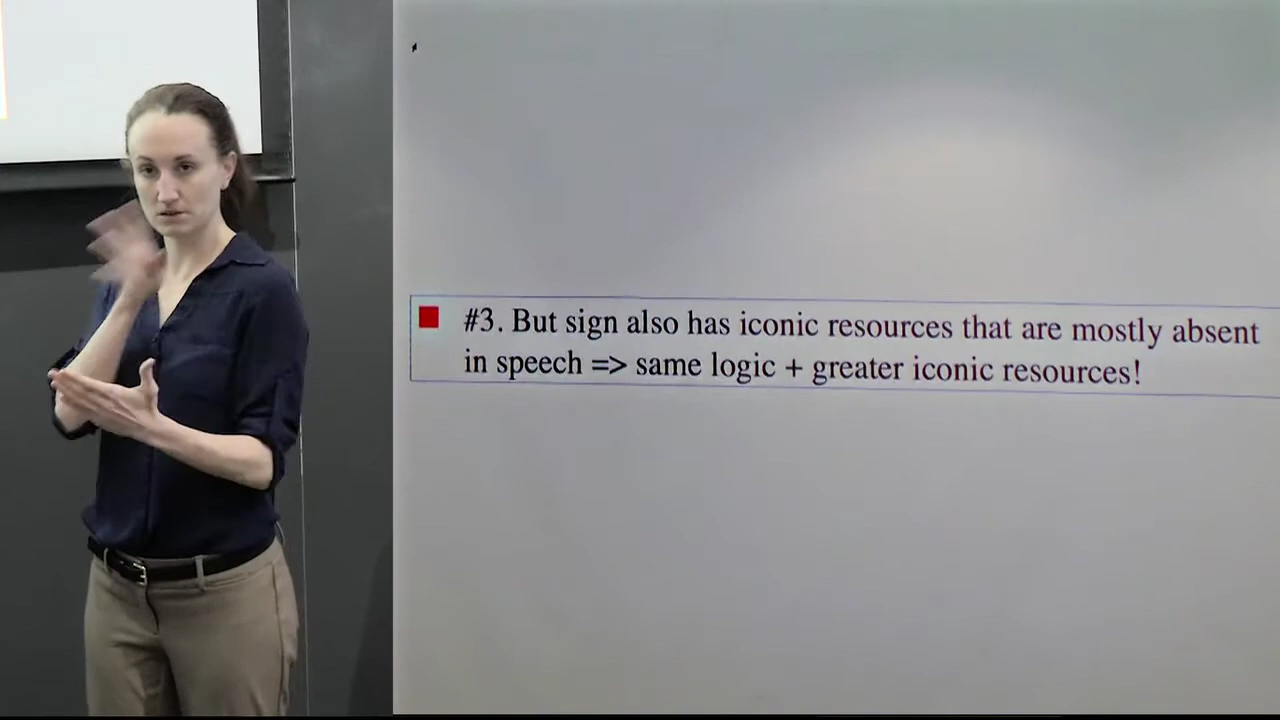 #3. But sign also has iconic resources that are mostly absent
in speech => same logic + greater iconic resources!